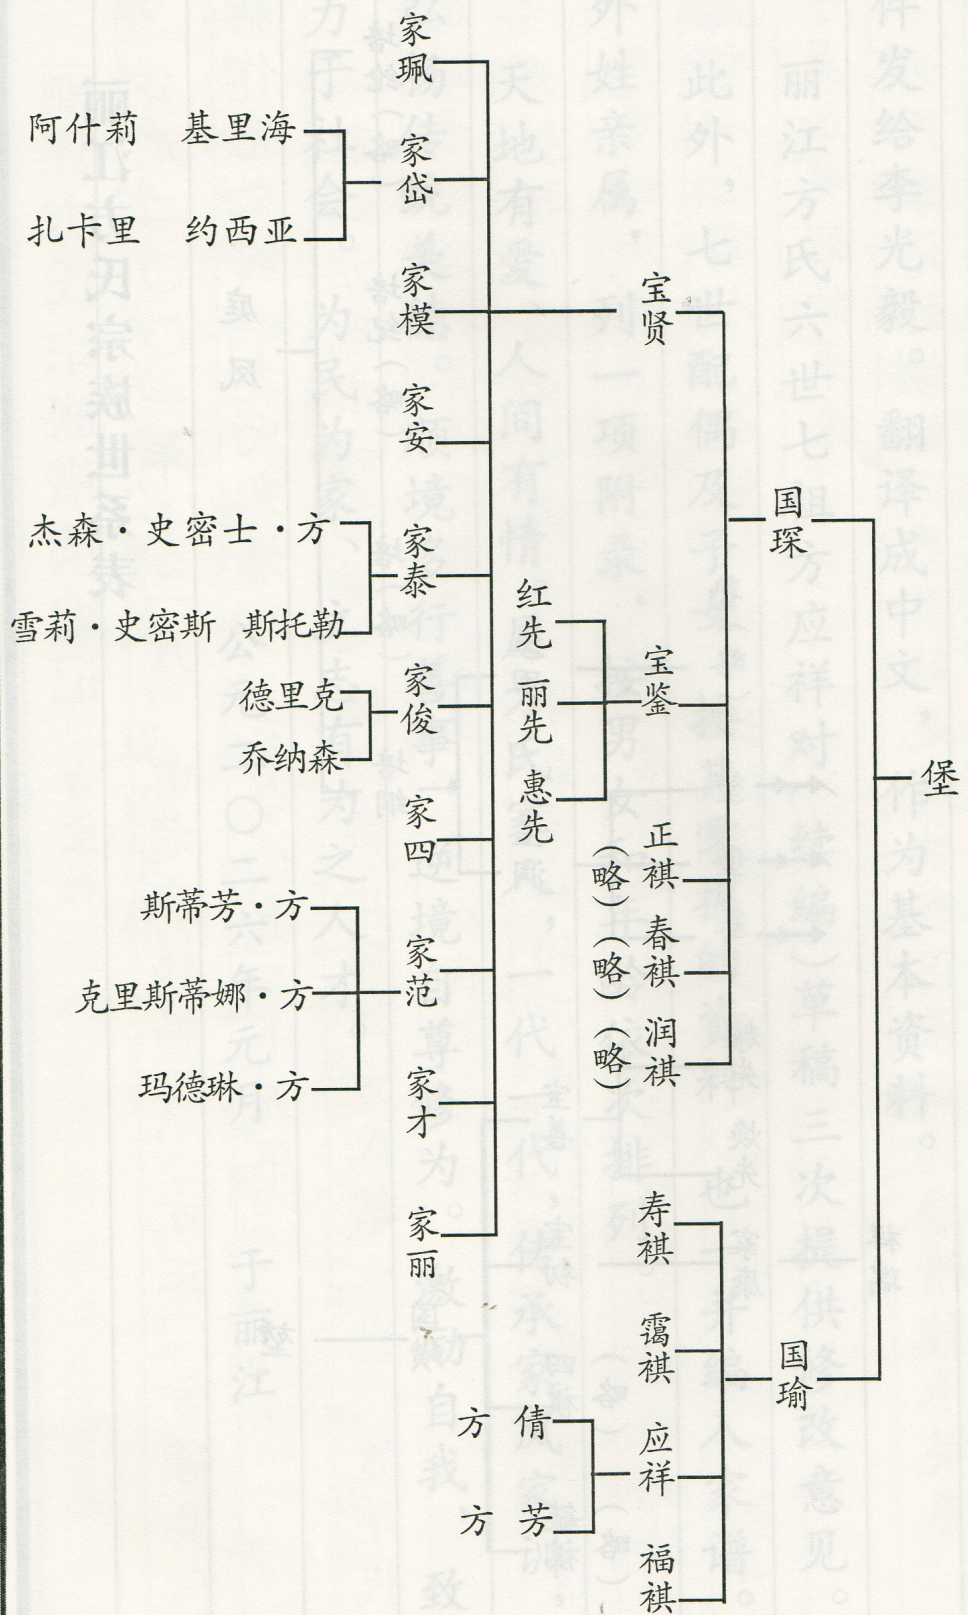 堡
国琛
国瑜
宝贤
宝鉴
正祺（略）
春祺（略）
润祺（略）
寿祺
霭祺
应祥
福祺
红先
丽先
惠先
方倩
方芳
家珮
家岱
家模
家安
家泰
家俊
家四
家范
家才
家丽
阿什莉 基里海
扎卡里 约西亚
杰森·史密士·方
雪莉·史密斯 斯托勒
德里克
乔纳森
斯蒂芳·方
克里斯蒂娜·方
玛德琳·方